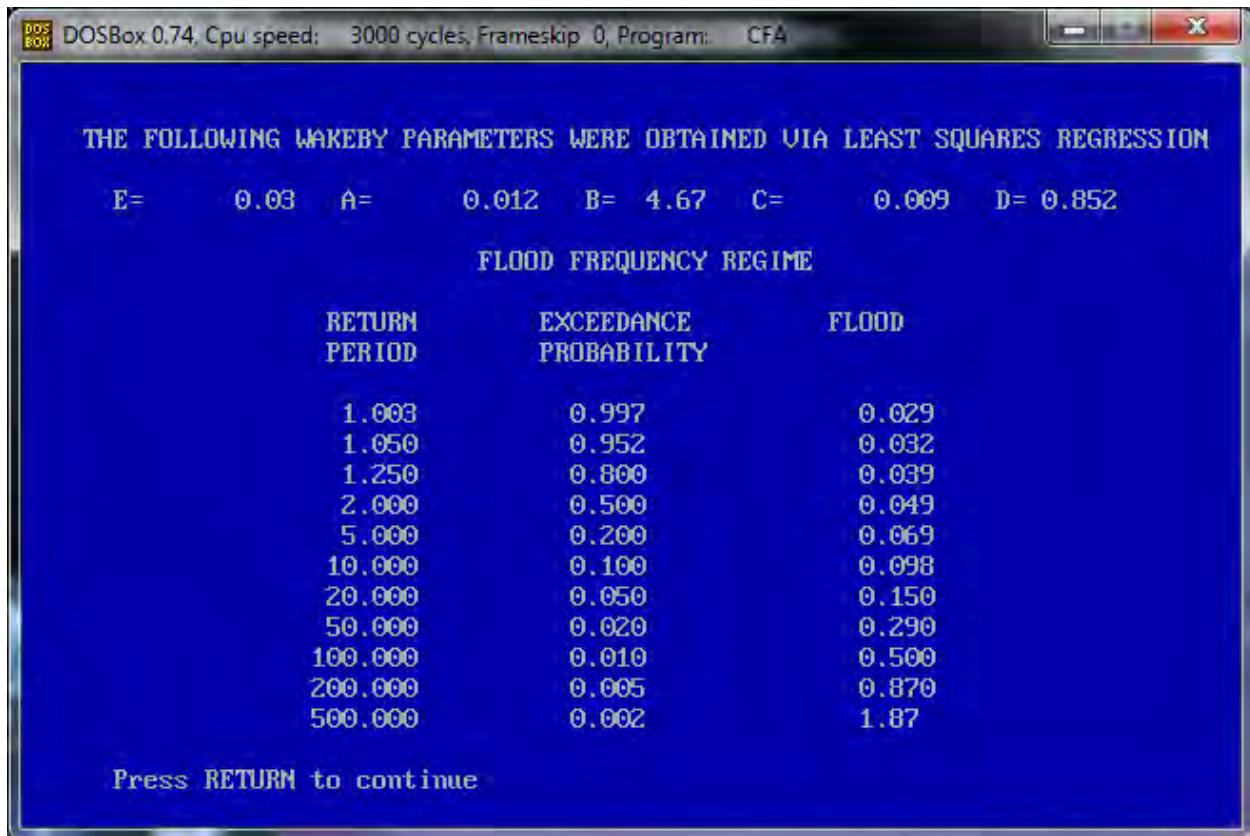 DOS BOX DOSBox 0.74, Cpu speed: 3000 cycles, Frameskip 0, Program: CFA
THE FOLLOWING WAKEBY PARAMETERS WERE OBTAINED VIA LEAST SQUARES REGRESSION
E= 0.03 A= 0.012 B= 4.67 C= 0.009 D= 0.852
FLOOD FREQUENCY REGIME
RETURN EXCEEDANCE FLOOD
PERIOD PROBABILITY
1.003 0.997 0.029
1.050 0.952 0.032
1.250 0.800 0.039
2.000 0.500 0.049
5.000 0.200 0.069
10.000 0.100 0.098
20.000 0.050 0.150
50.000 0.020 0.290
100.000 0.010 0.500
200.000 0.005 0.870
500.000 0.002 1.87
Press RETURN to continue